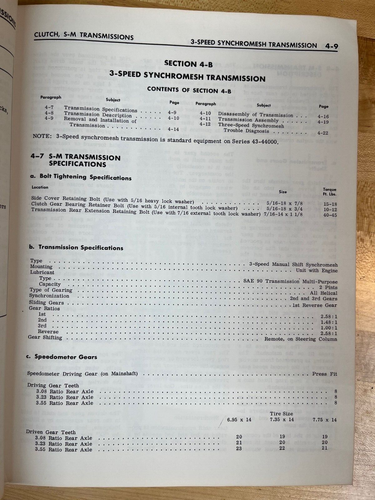 CLUTCH, S-M TRANSMISSIONS
3-SPEED SYNCHROMESH TRANSMISSION 4-9
SECTION 4-B
3-SPEED SYNCHROMESH TRANSMISSION
CONTENTS OF SECTION 4-B
Paragraph Subject Page Paragraph Subject Page
4-7 Transmission Specifications 4-9 4-10 Disassembly of Transmission 4-16
4-8 Transmission Description 4-10 4-11 Transmission Assembly 4-19
4-9 Removal and Installation of 4-12 Three-Speed Synchromesh
Transmission 4-14 Trouble Diagnosis 4-22
NOTE: 3-Speed synchromesh transmission is standard equipment on Series 43-44000.
4-7 S-M TRANSMISSION
SPECIFICATIONS
a. Bolt Tightening Specifications
Location Size Torque
Ft. Lbs.
Side Cover Retaining Bolt (Use with 5/16 heavy lock washer) 5/16-18 x 7/8 15-18
Clutch Gear Bearing Retainer Bolt (Use with 5/16 internal tooth lock washer) 5/16-18 x 3/4 10-12
Transmission Rear Extension Retaining Bolt (Use with 7/16 external tooth lock washer) 7/16-14 x 1 1/8 40-45
b. Transmission Specifications
Type 3-Speed Manual Shift Synchromesh
Mounting Unit with Engine
Lubricant
Type SAE 90 Transmission Multi-Purpose
Capacity 2 Pints
Type of Gearing All Helical
Synchronization 2nd and 3rd Gears
Sliding Gears 1st Reverse Gear
Gear Ratios
1st 2.58:1
2nd 1.48:1
3rd 1.00:1
Reverse 2.58:1
Gear Shifting Remote, on Steering Column
c. Speedometer Gears
Speedometer Driving Gear (on Mainshaft) Press Fit
Driving Gear Teeth
3.08 Ratio Rear Axle 8
3.23 Ratio Rear Axle 8
3.55 Ratio Rear Axle 8
Tire Size
6.95 x 14 7.35 x 14 7.75 x 14
Driven Gear Teeth
3.08 Ratio Rear Axle 20 19 19
3.23 Ratio Rear Axle 21 20 20
3.55 Ratio Rear Axle 23 22 21